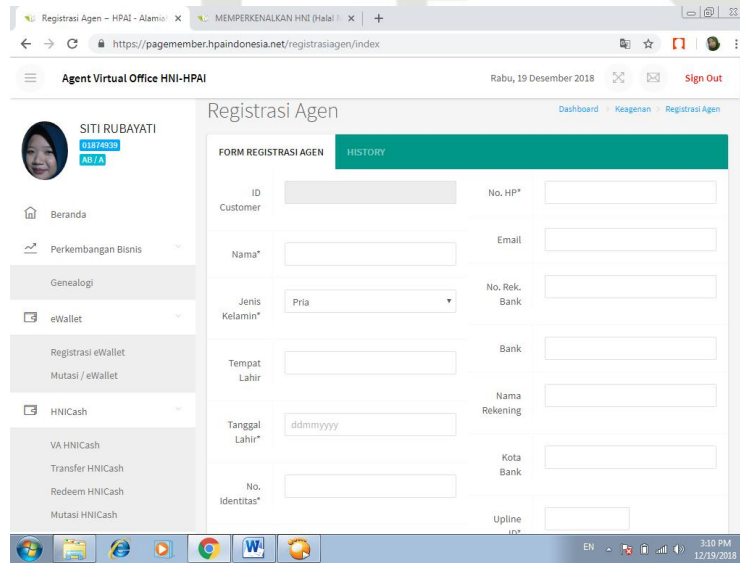 Registrasi Agen – HPAI - Alamia
MEMPERKENALKAN HNI (Halal
https://pagemember.hpaindonesia.net/registrasiagen/index
Agent Virtual Office HNI-HPAI
Rabu, 19 Desember 2018
Sign Out
SITI RUBAYATI
01874939
AB / A
Beranda
Perkembangan Bisnis
Genealogi
eWallet
Registrasi eWallet
Mutasi / eWallet
HNICash
VA HNICash
Transfer HNICash
Redeem HNICash
Mutasi HNICash
Registrasi Agen
Dashboard
Keagenan
Registrasi Agen
FORM REGISTRASI AGEN
HISTORY
ID
Customer
Nama*
Jenis
Kelamin*
Pria
Tempat
Lahir
Tanggal
Lahir*
ddmmyyyy
No.
Identitas*
No. HP*
Email
No. Rek.
Bank
Bank
Nama
Rekening
Kota
Bank
Upline
ID*
EN
3:10 PM
12/19/2018